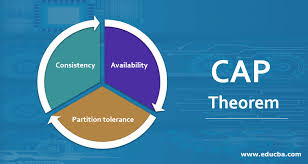 Consistency
Availability
Partition tolerance
CAP
Theorem
www.educba.com